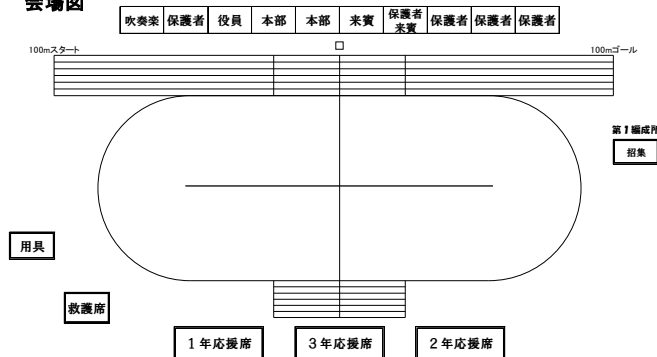 会場図
吹奏楽 保護者 役員 本部 本部 来賓 保護者 来賓 保護者 保護者 保護者
100mスタート 100mゴール
第1編成所
招集
用具
救護席
1年応援席 3年応援席 2年応援席